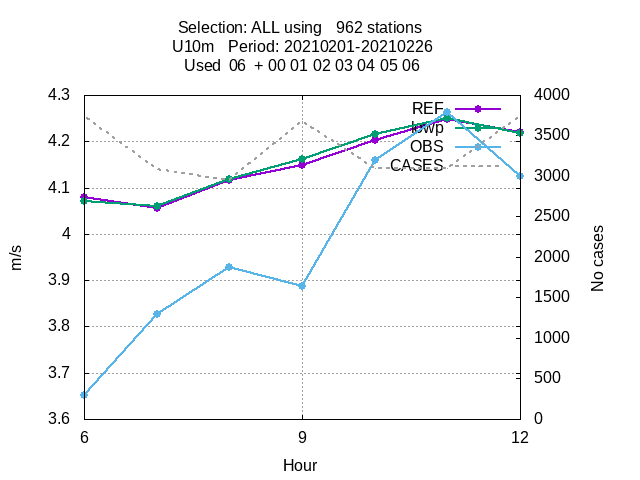 Selection: ALL using   962 stations
U10m   Period: 20210201-20210226
Used  06  + 00 01 02 03 04 05 06
4.3
4.2
4.1
4
3.9
3.8
3.7
3.6
m/s
REF
lowp
OBS
CASES
4000
3500
3000
2500
2000
1500
1000
500
0
No cases
6
9
12
Hour